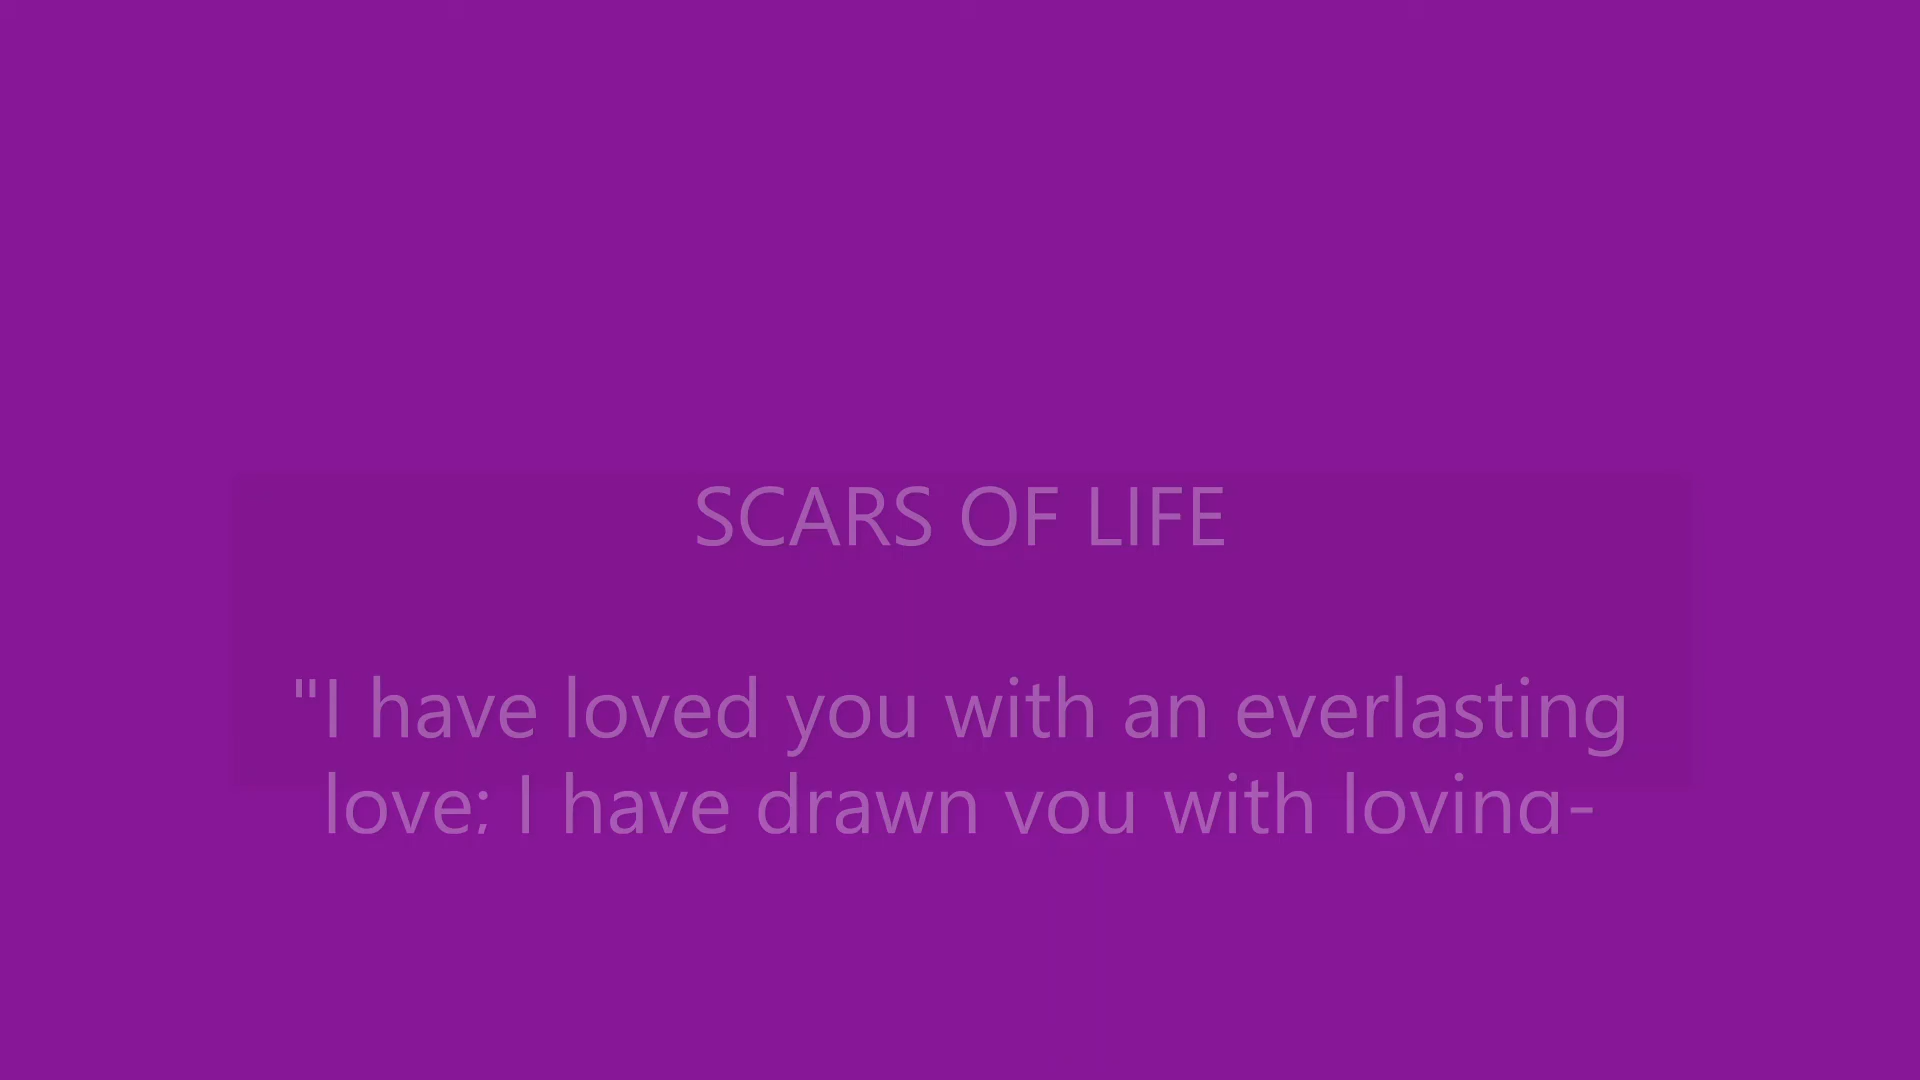 SCARS OF LIFE
"I have loved you with an everlasting
love; I have drawn you with loving-